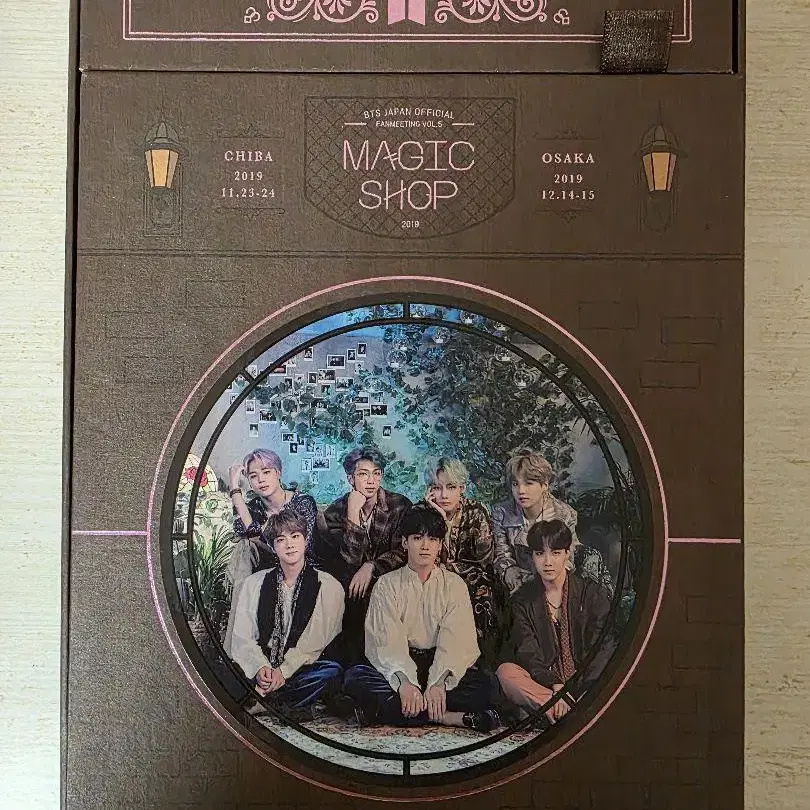 BTS JAPAN OFFICIAL
FANMEETING VOL.5
MAGIC
SHOP
2019
CHIBA
2019
11.23-24
OSAKA
2019
12.14-15